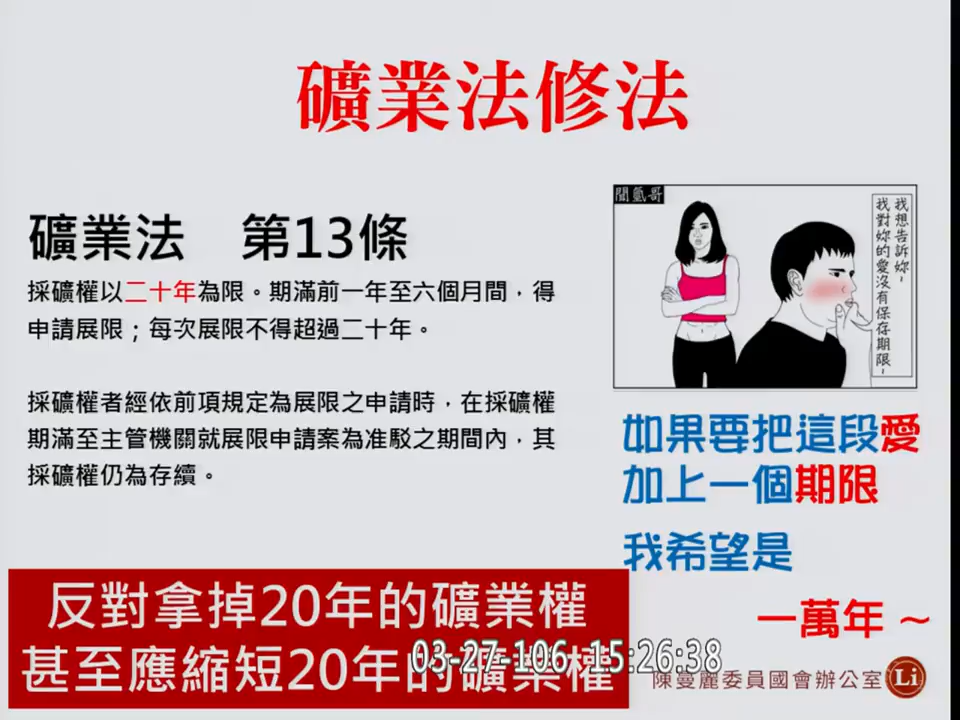 礦業法修法
礦業法　第13條
採礦權以二十年為限。期滿前一年至六個月間，得
申請展限；每次展限不得超過二十年。
採礦權者經依前項規定為展限之申請時，在採礦權
期滿至主管機關就展限申請案為准駁之期間內，其
採礦權仍為存續。
反對拿掉20年的礦業權
甚至應縮短20年的礦業權
聞氫哥
我想告訴妳~
我對妳的愛沒有保存期限~
如果要把這段愛
加上一個期限
我希望是
一萬年 ~
03-27-106 15:26:38
陳曼麗委員國會辦公室 Li